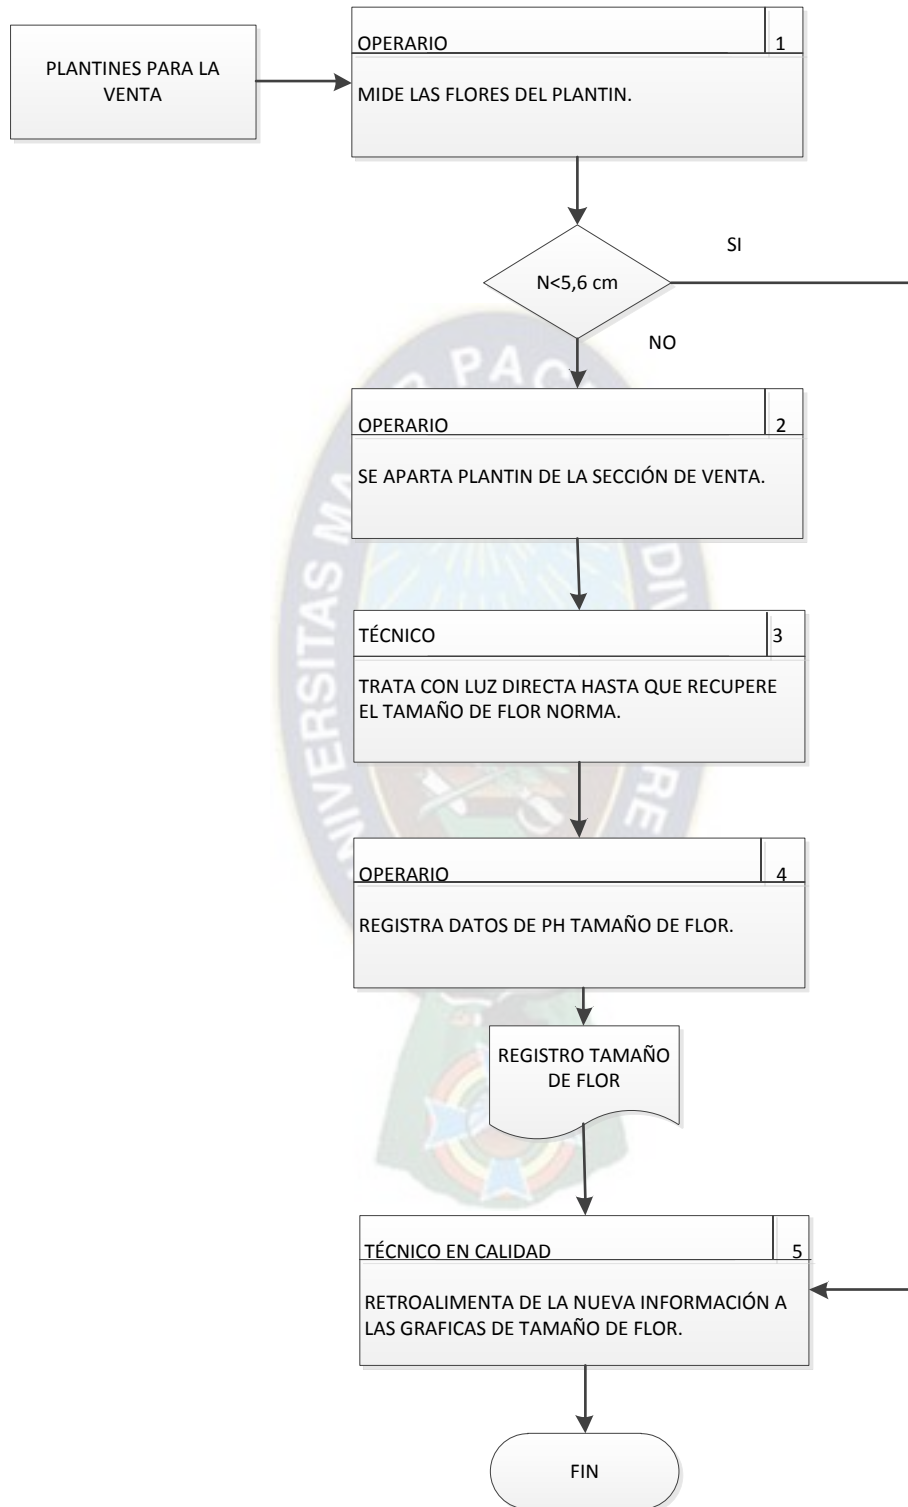 OPERARIO 1
PLANTINES PARA LA
VENTA
MIDE LAS FLORES DEL PLANTIN.
SI
N<5,6 cm
NO
OPERARIO 2
SE APARTA PLANTIN DE LA SECCIÓN DE VENTA.
TÉCNICO 3
TRATA CON LUZ DIRECTA HASTA QUE RECUPERE
EL TAMAÑO DE FLOR NORMA.
OPERARIO 4
REGISTRA DATOS DE PH TAMAÑO DE FLOR.
REGISTRO TAMAÑO
DE FLOR
TÉCNICO EN CALIDAD 5
RETROALIMENTA DE LA NUEVA INFORMACIÓN A
LAS GRAFICAS DE TAMAÑO DE FLOR.
FIN